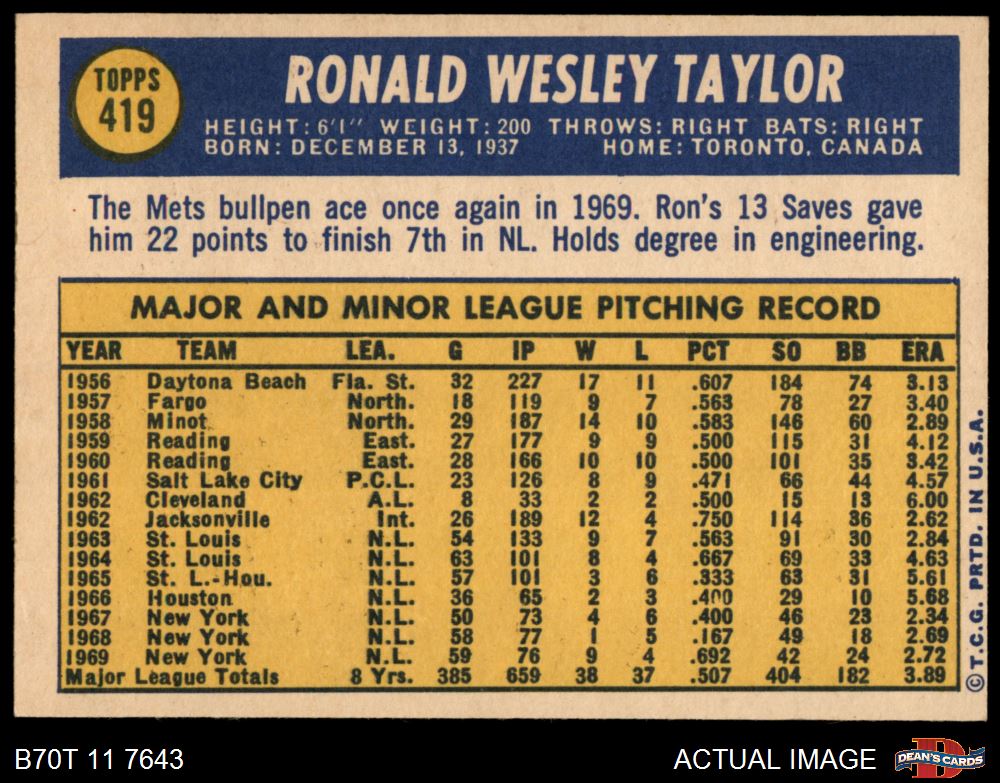 TOPPS
419
RONALD WESLEY TAYLOR
HEIGHT: 6'1" WEIGHT: 200 THROWS: RIGHT BATS: RIGHT
BORN: DECEMBER 13, 1937 HOME: TORONTO, CANADA
The Mets bullpen ace once again in 1969. Ron's 13 Saves gave
him 22 points to finish 7th in NL. Holds degree in engineering.
MAJOR AND MINOR LEAGUE PITCHING RECORD
YEAR TEAM LEA. G IP W L PCT SO BB ERA
1956 Daytona Beach Fla. St. 32 227 17 11 .607 184 74 3.13
1957 Fargo North. 18 119 9 7 .563 78 27 3.40
1958 Minot North. 29 187 14 10 .583 146 60 2.89
1959 Reading East. 27 177 9 9 .500 115 31 4.12
1960 Reading East. 28 166 10 10 .500 101 35 3.42
1961 Salt Lake City P.C.L. 23 126 8 9 .471 66 44 4.57
1962 Cleveland A.L. 8 33 2 2 .500 15 13 6.00
1962 Jacksonville Int. 26 189 12 4 .750 114 36 2.62
1963 St. Louis N.L. 54 133 9 7 .563 91 30 2.84
1964 St. Louis N.L. 63 101 8 4 .667 69 33 4.63
1965 St. L.-Hou. N.L. 57 101 3 6 .333 63 31 5.61
1966 Houston N.L. 36 65 2 3 .400 29 10 5.68
1967 New York N.L. 50 73 4 6 .400 46 23 2.34
1968 New York N.L. 58 77 1 5 .167 49 18 2.69
1969 New York N.L. 59 76 9 4 .692 42 24 2.72
Major League Totals 8 Yrs. 385 659 38 37 .507 404 182 3.89
©T.C.G. PRTD. IN U.S.A.
B70T 11 7643 ACTUAL IMAGE
D
DEAN'S CARDS